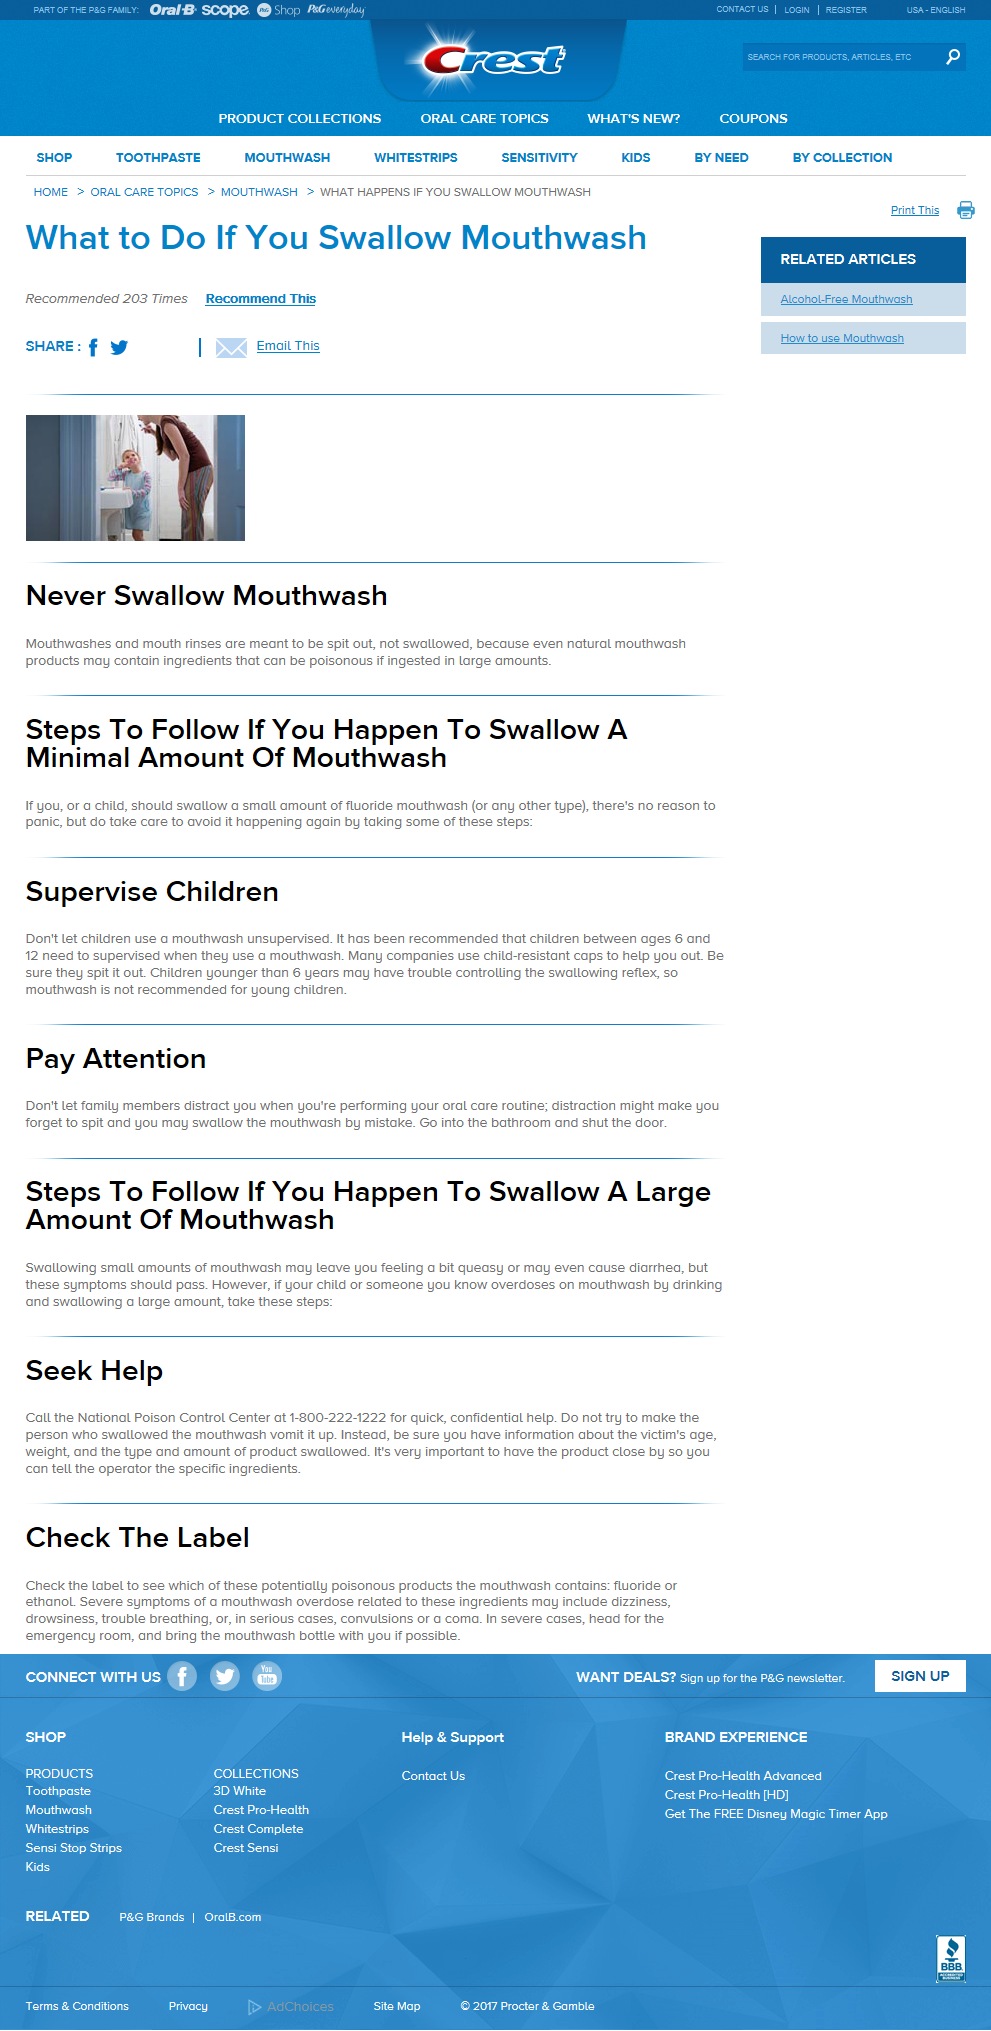 PART OF THE P&G FAMILY: Oral-B scope. P&G Shop P&G everyday
CONTACT US | LOGIN | REGISTER USA - ENGLISH
Crest
SEARCH FOR PRODUCTS, ARTICLES, ETC
PRODUCT COLLECTIONS ORAL CARE TOPICS WHAT'S NEW? COUPONS
SHOP TOOTHPASTE MOUTHWASH WHITESTRIPS SENSITIVITY KIDS BY NEED BY COLLECTION
HOME > ORAL CARE TOPICS > MOUTHWASH > WHAT HAPPENS IF YOU SWALLOW MOUTHWASH
Print This
What to Do If You Swallow Mouthwash
RELATED ARTICLES
Alcohol-Free Mouthwash
How to use Mouthwash
Recommended 203 Times Recommend This
SHARE : | Email This
Never Swallow Mouthwash
Mouthwashes and mouth rinses are meant to be spit out, not swallowed, because even natural mouthwash
products may contain ingredients that can be poisonous if ingested in large amounts.
Steps To Follow If You Happen To Swallow A
Minimal Amount Of Mouthwash
If you, or a child, should swallow a small amount of fluoride mouthwash (or any other type), there's no reason to
panic, but do take care to avoid it happening again by taking some of these steps:
Supervise Children
Don't let children use a mouthwash unsupervised. It has been recommended that children between ages 6 and
12 need to supervised when they use a mouthwash. Many companies use child-resistant caps to help you out. Be
sure they spit it out. Children younger than 6 years may have trouble controlling the swallowing reflex, so
mouthwash is not recommended for young children.
Pay Attention
Don't let family members distract you when you're performing your oral care routine; distraction might make you
forget to spit and you may swallow the mouthwash by mistake. Go into the bathroom and shut the door.
Steps To Follow If You Happen To Swallow A Large
Amount Of Mouthwash
Swallowing small amounts of mouthwash may leave you feeling a bit queasy or may even cause diarrhea, but
these symptoms should pass. However, if your child or someone you know overdoses on mouthwash by drinking
and swallowing a large amount, take these steps:
Seek Help
Call the National Poison Control Center at 1-800-222-1222 for quick, confidential help. Do not try to make the
person who swallowed the mouthwash vomit it up. Instead, be sure you have information about the victim's age,
weight, and the type and amount of product swallowed. It's very important to have the product close by so you
can tell the operator the specific ingredients.
Check The Label
Check the label to see which of these potentially poisonous products the mouthwash contains: fluoride or
ethanol. Severe symptoms of a mouthwash overdose related to these ingredients may include dizziness,
drowsiness, trouble breathing, or, in serious cases, convulsions or a coma. In severe cases, head for the
emergency room, and bring the mouthwash bottle with you if possible.
CONNECT WITH US You Tube WANT DEALS? Sign up for the P&G newsletter. SIGN UP
SHOP
PRODUCTS
Toothpaste
Mouthwash
Whitestrips
Sensi Stop Strips
Kids
COLLECTIONS
3D White
Crest Pro-Health
Crest Complete
Crest Sensi
Help & Support
Contact Us
BRAND EXPERIENCE
Crest Pro-Health Advanced
Crest Pro-Health [HD]
Get The FREE Disney Magic Timer App
RELATED P&G Brands | OralB.com
BBB
ACCREDITED
BUSINESS
Terms & Conditions Privacy AdChoices Site Map © 2017 Procter & Gamble